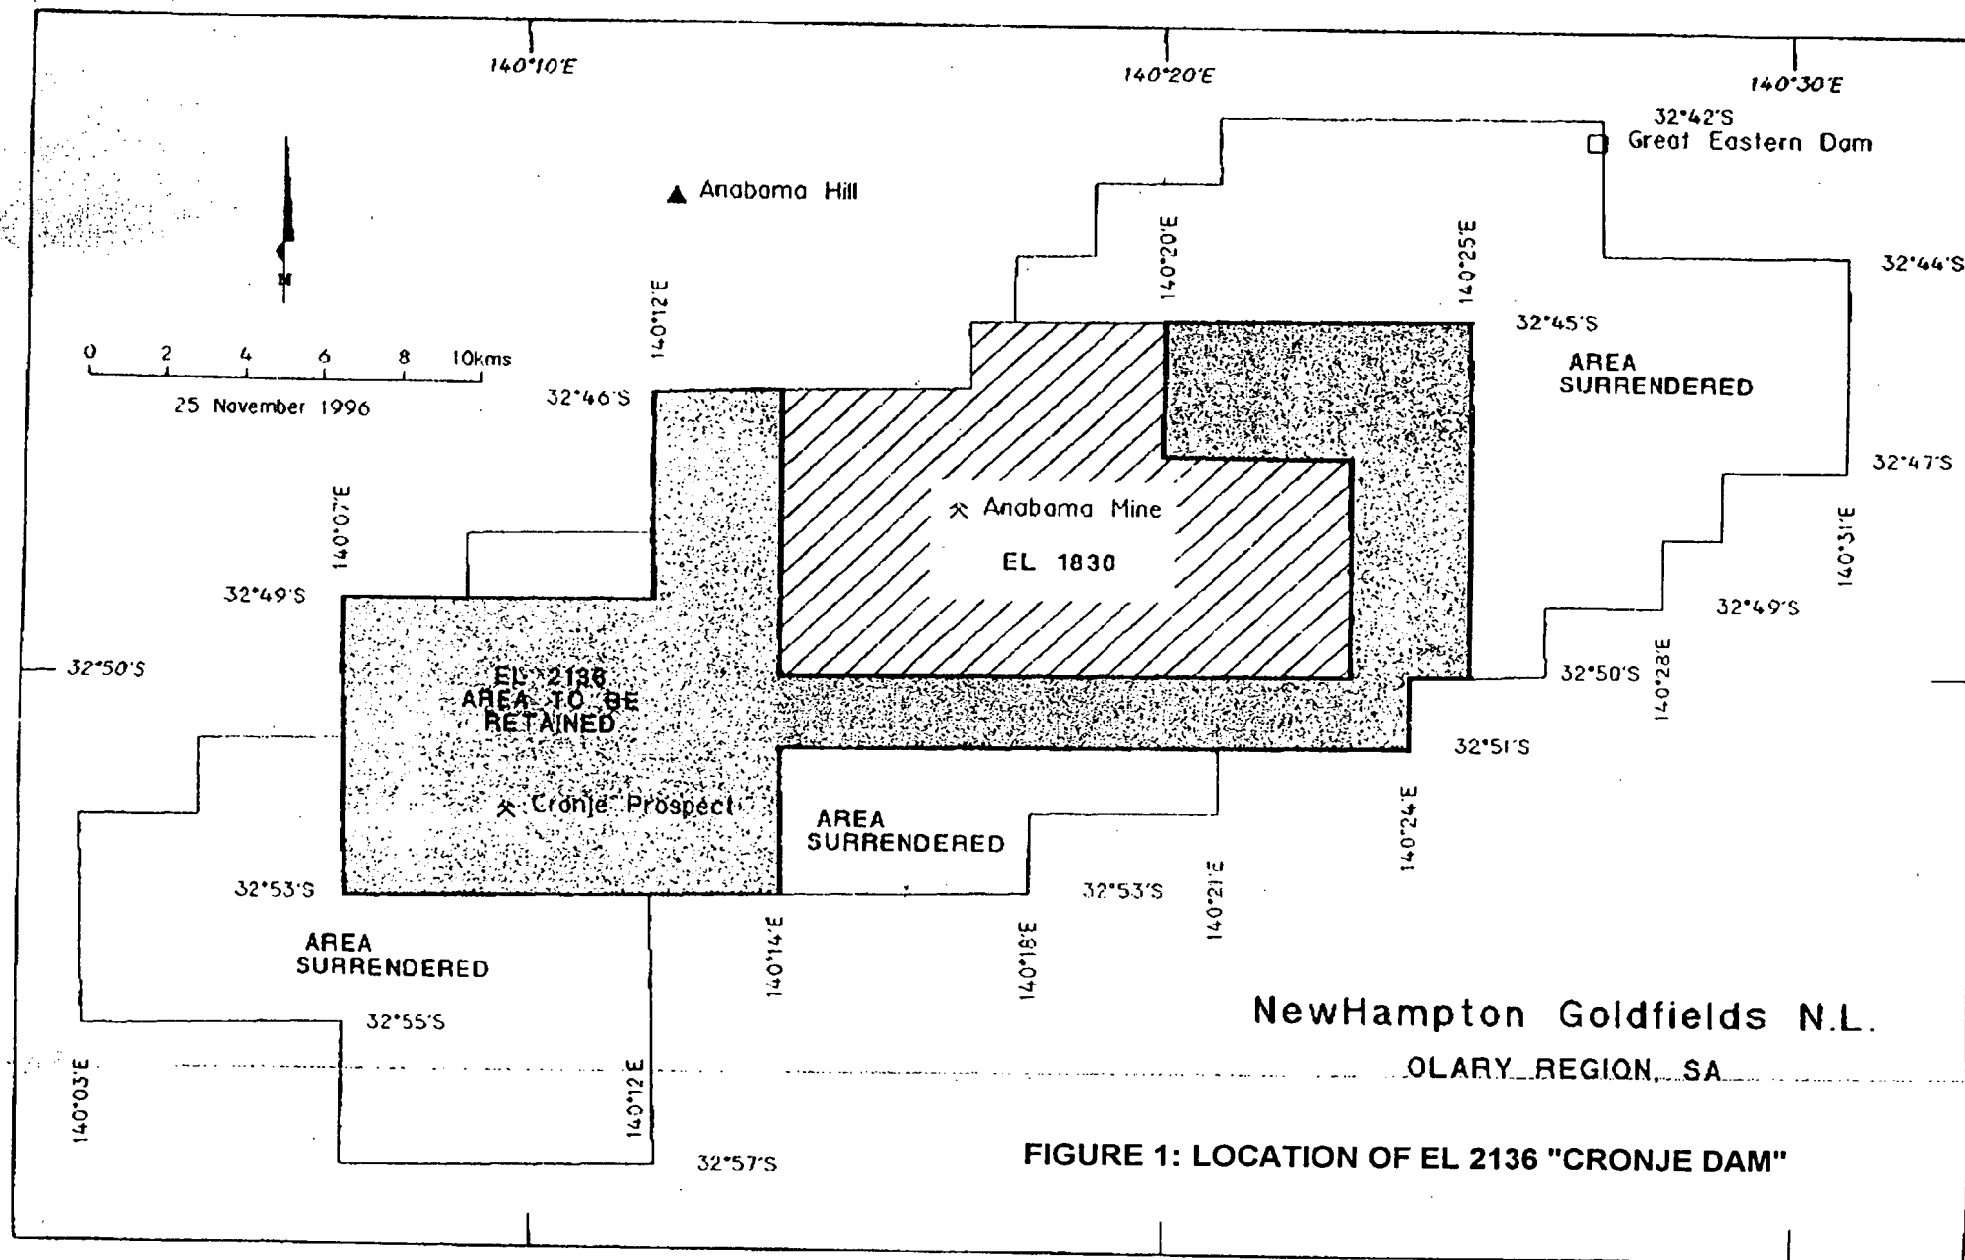 140°10'E
140°20'E
140°30'E
32°42'S
Great Eastern Dam
Anabama Hill
140°20'E
140°25'E
32°44'S
140°12'E
32°45'S
0 2 4 6 8 10kms
25 November 1996
32°46'S
AREA
SURRENDERED
32°47'S
140°07'E
Anabama Mine
EL 1830
140°31'E
32°49'S
32°49'S
32°50'S
EL 2136
AREA TO BE
RETAINED
32°50'S
140°28'E
32°51'S
Cronje Prospect
AREA
SURRENDERED
140°24'E
32°53'S
32°53'S
140°21'E
AREA
SURRENDERED
140°14'E
140°18'E
32°55'S
NewHampton Goldfields N.L.
OLARY REGION, SA
140°03'E
140°12'E
32°57'S
FIGURE 1: LOCATION OF EL 2136 "CRONJE DAM"